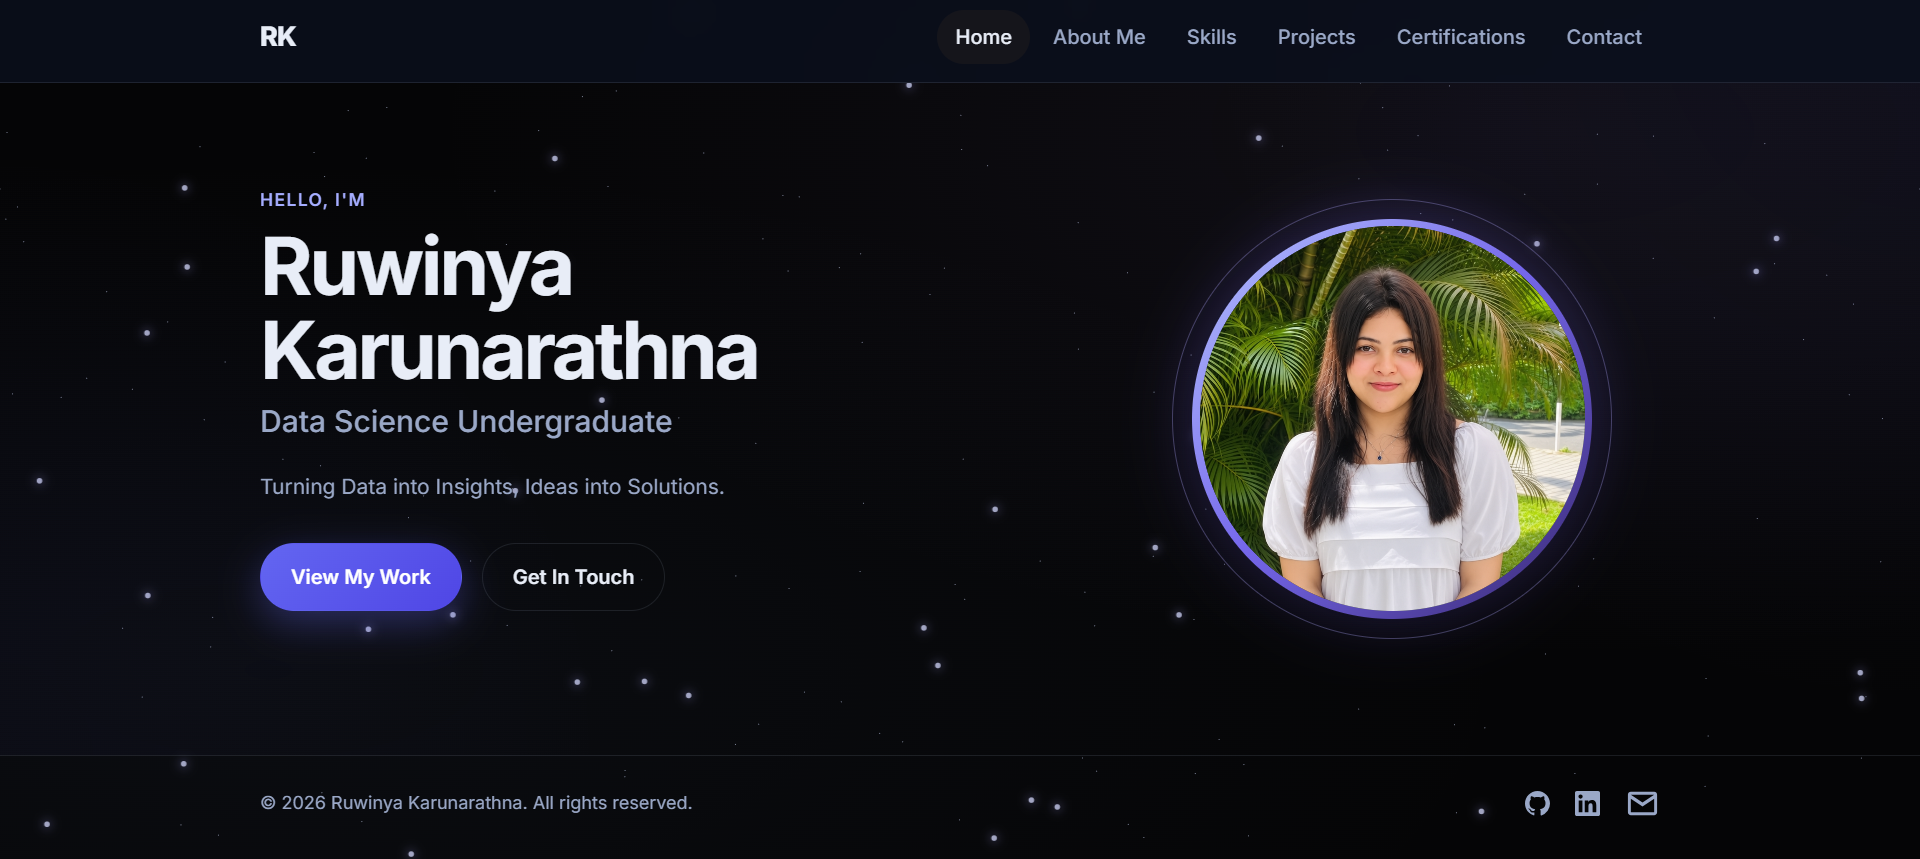 RK
Home About Me Skills Projects Certifications Contact
HELLO, I'M
Ruwinya
Karunarathna
Data Science Undergraduate
Turning Data into Insights, Ideas into Solutions.
View My Work Get In Touch
© 2026 Ruwinya Karunarathna. All rights reserved.
in